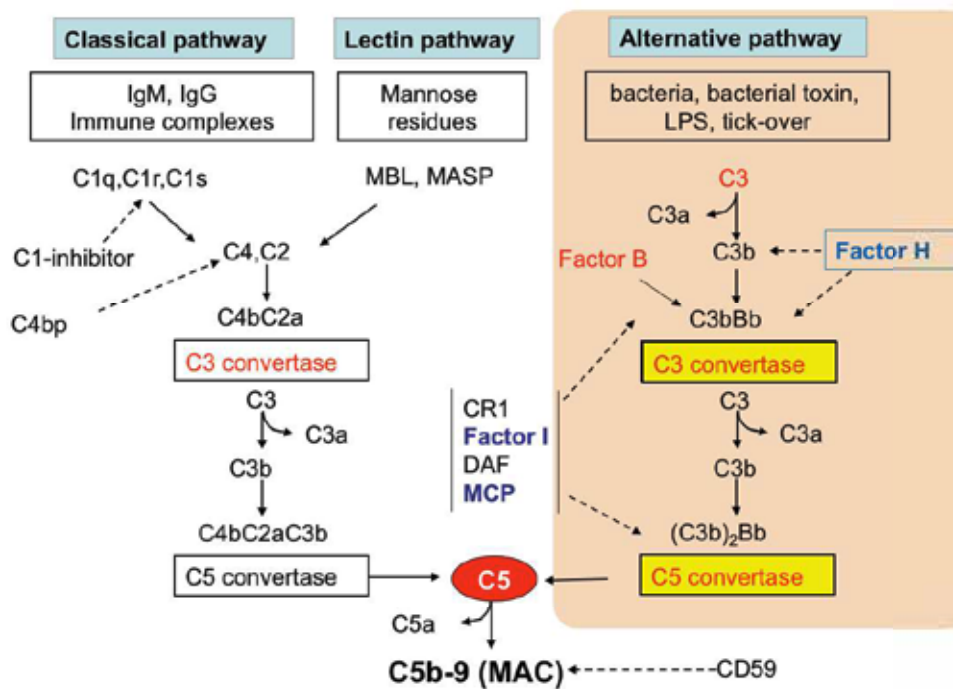 Classical pathway
Lectin pathway
Alternative pathway
IgM, IgG
Immune complexes
Mannose
residues
bacteria, bacterial toxin,
LPS, tick-over
C1q,C1r,C1s
MBL, MASP
C3
C3a
C1-inhibitor
C4,C2
Factor B
C3b
Factor H
C4bp
C4bC2a
C3bBb
C3 convertase
C3 convertase
C3
C3a
C3b
C4bC2aC3b
C5 convertase
CR1
Factor I
DAF
MCP
C3
C3a
C3b
(C3b)₂Bb
C5 convertase
C5
C5a
C5b-9 (MAC)
CD59